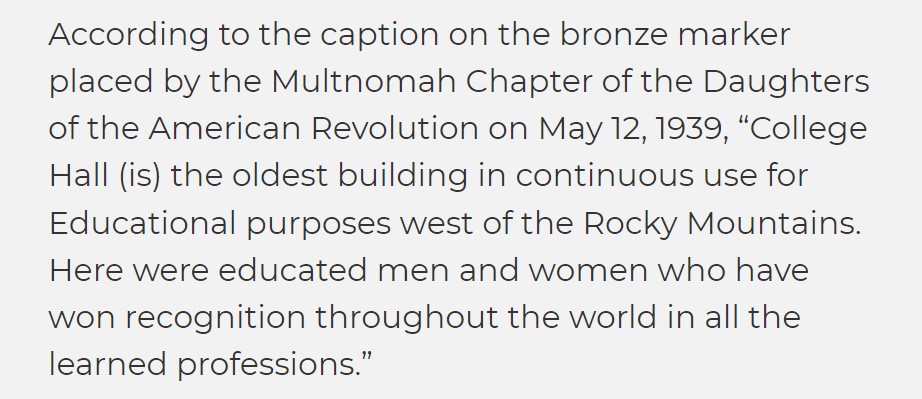 According to the caption on the bronze marker
placed by the Multnomah Chapter of the Daughters
of the American Revolution on May 12, 1939, “College
Hall (is) the oldest building in continuous use for
Educational purposes west of the Rocky Mountains.
Here were educated men and women who have
won recognition throughout the world in all the
learned professions.”